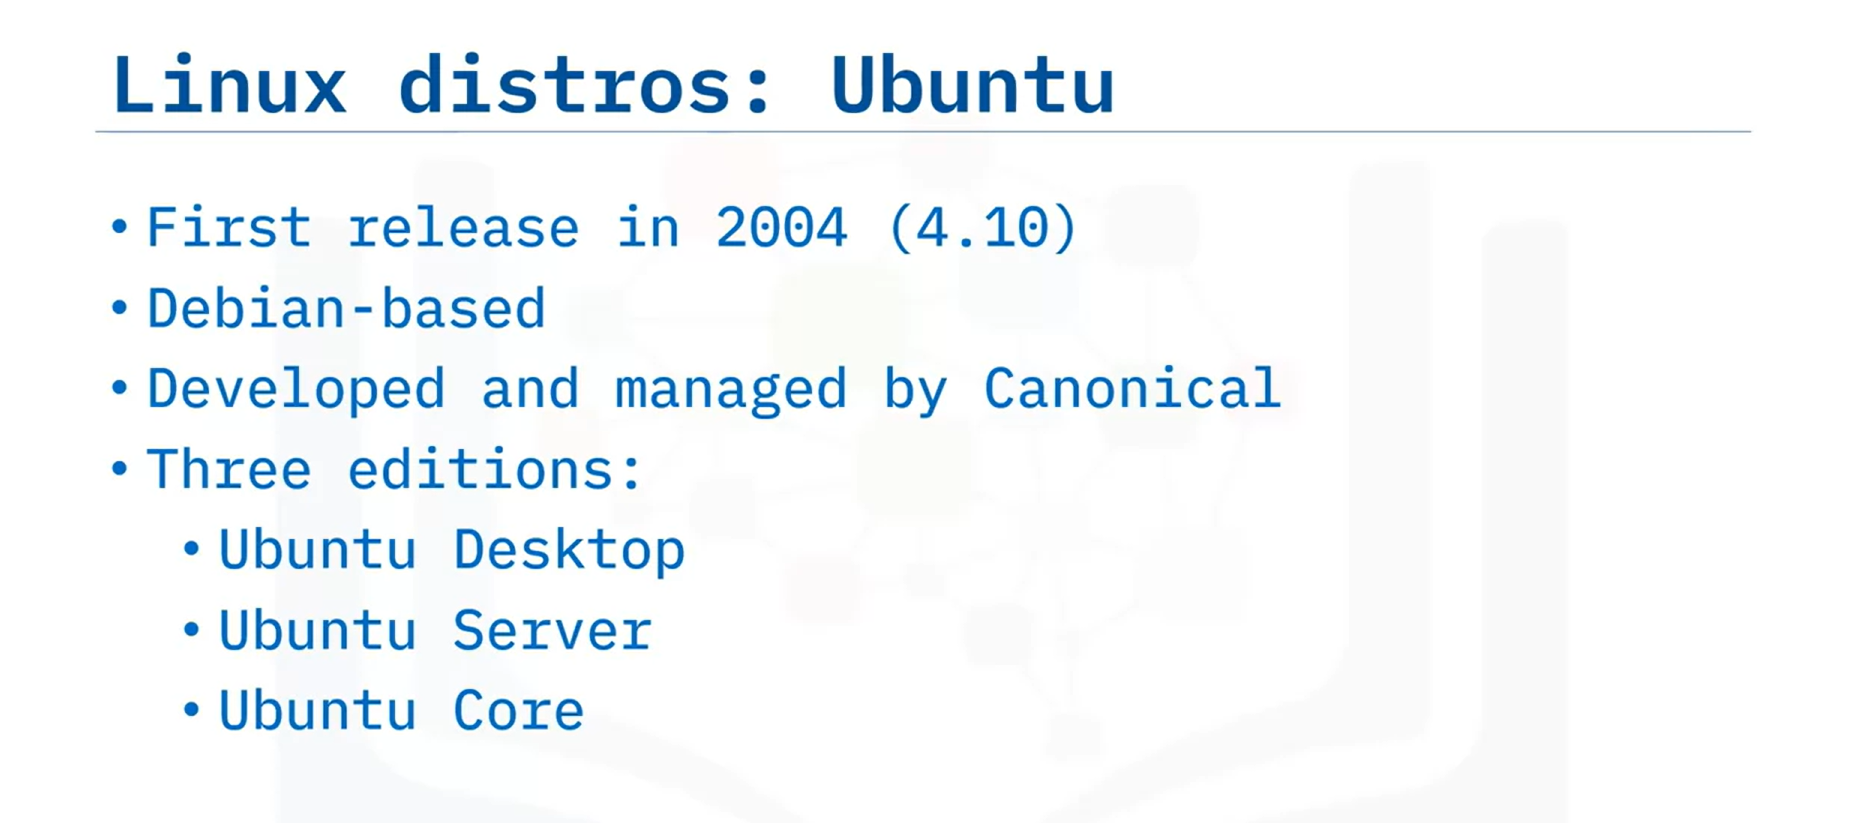 Linux distros: Ubuntu
• First release in 2004 (4.10)
• Debian-based
• Developed and managed by Canonical
• Three editions:
• Ubuntu Desktop
• Ubuntu Server
• Ubuntu Core